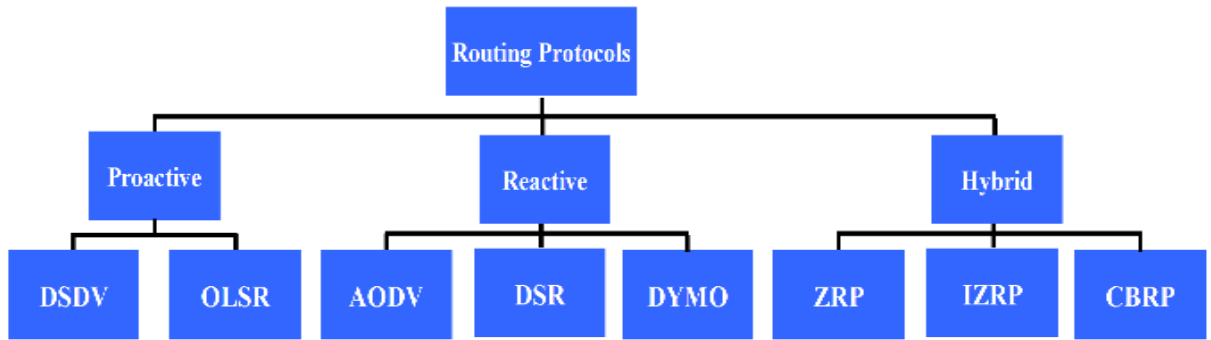 Routing Protocols
Proactive
Reactive
Hybrid
DSDV
OLSR
AODV
DSR
DYMO
ZRP
IZRP
CBRP